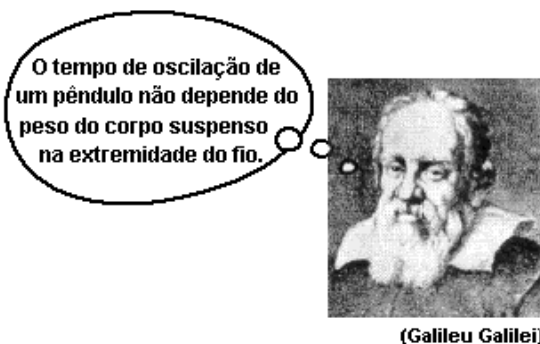 O tempo de oscilação de
um pêndulo não depende do
peso do corpo suspenso
na extremidade do fio.
(Galileu Galilei)